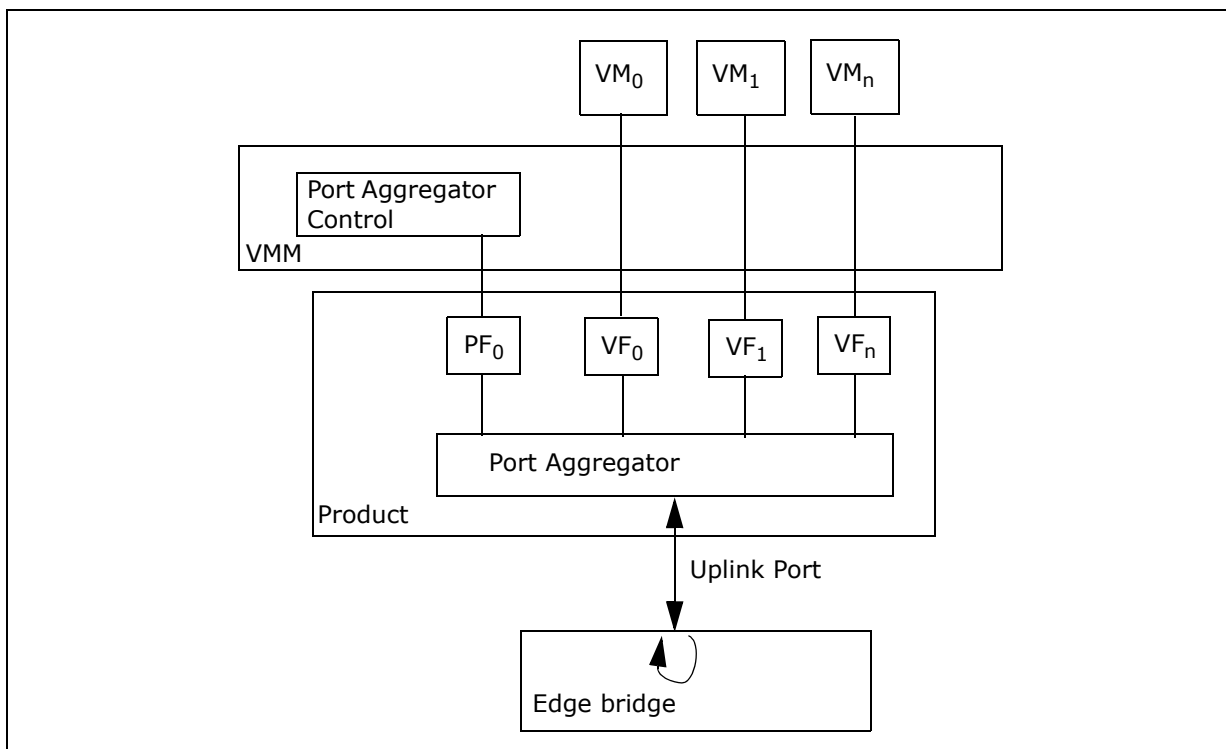 VM0
VM1
VMn
Port Aggregator
Control
VMM
PF0
VF0
VF1
VFn
Port Aggregator
Product
Uplink Port
Edge bridge